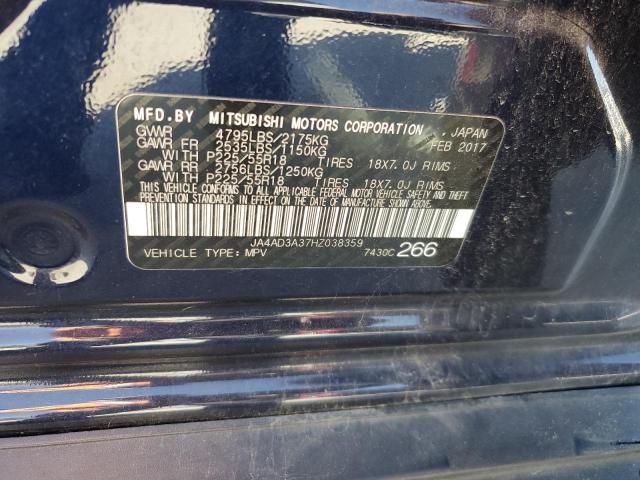 MFD.BY MITSUBISHI MOTORS CORPORATION , JAPAN
GVWR 4795LBS/2175KG FEB 2017
GAWR FR 2535LBS/1150KG
WITH P225/55R18 TIRES 18X7.0J RIMS
GAWR RR 2756LBS/1250KG
WITH P225/55R18 TIRES 18X7.0J RIMS
THIS VEHICLE CONFORMS TO ALL APPLICABLE FEDERAL MOTOR VEHICLE SAFETY AND THEFT
PREVENTION STANDARDS IN EFFECT ON THE DATE OF MANUFACTURE SHOWN ABOVE.
JA4AD3A37HZ038359
VEHICLE TYPE: MPV 7430C 266